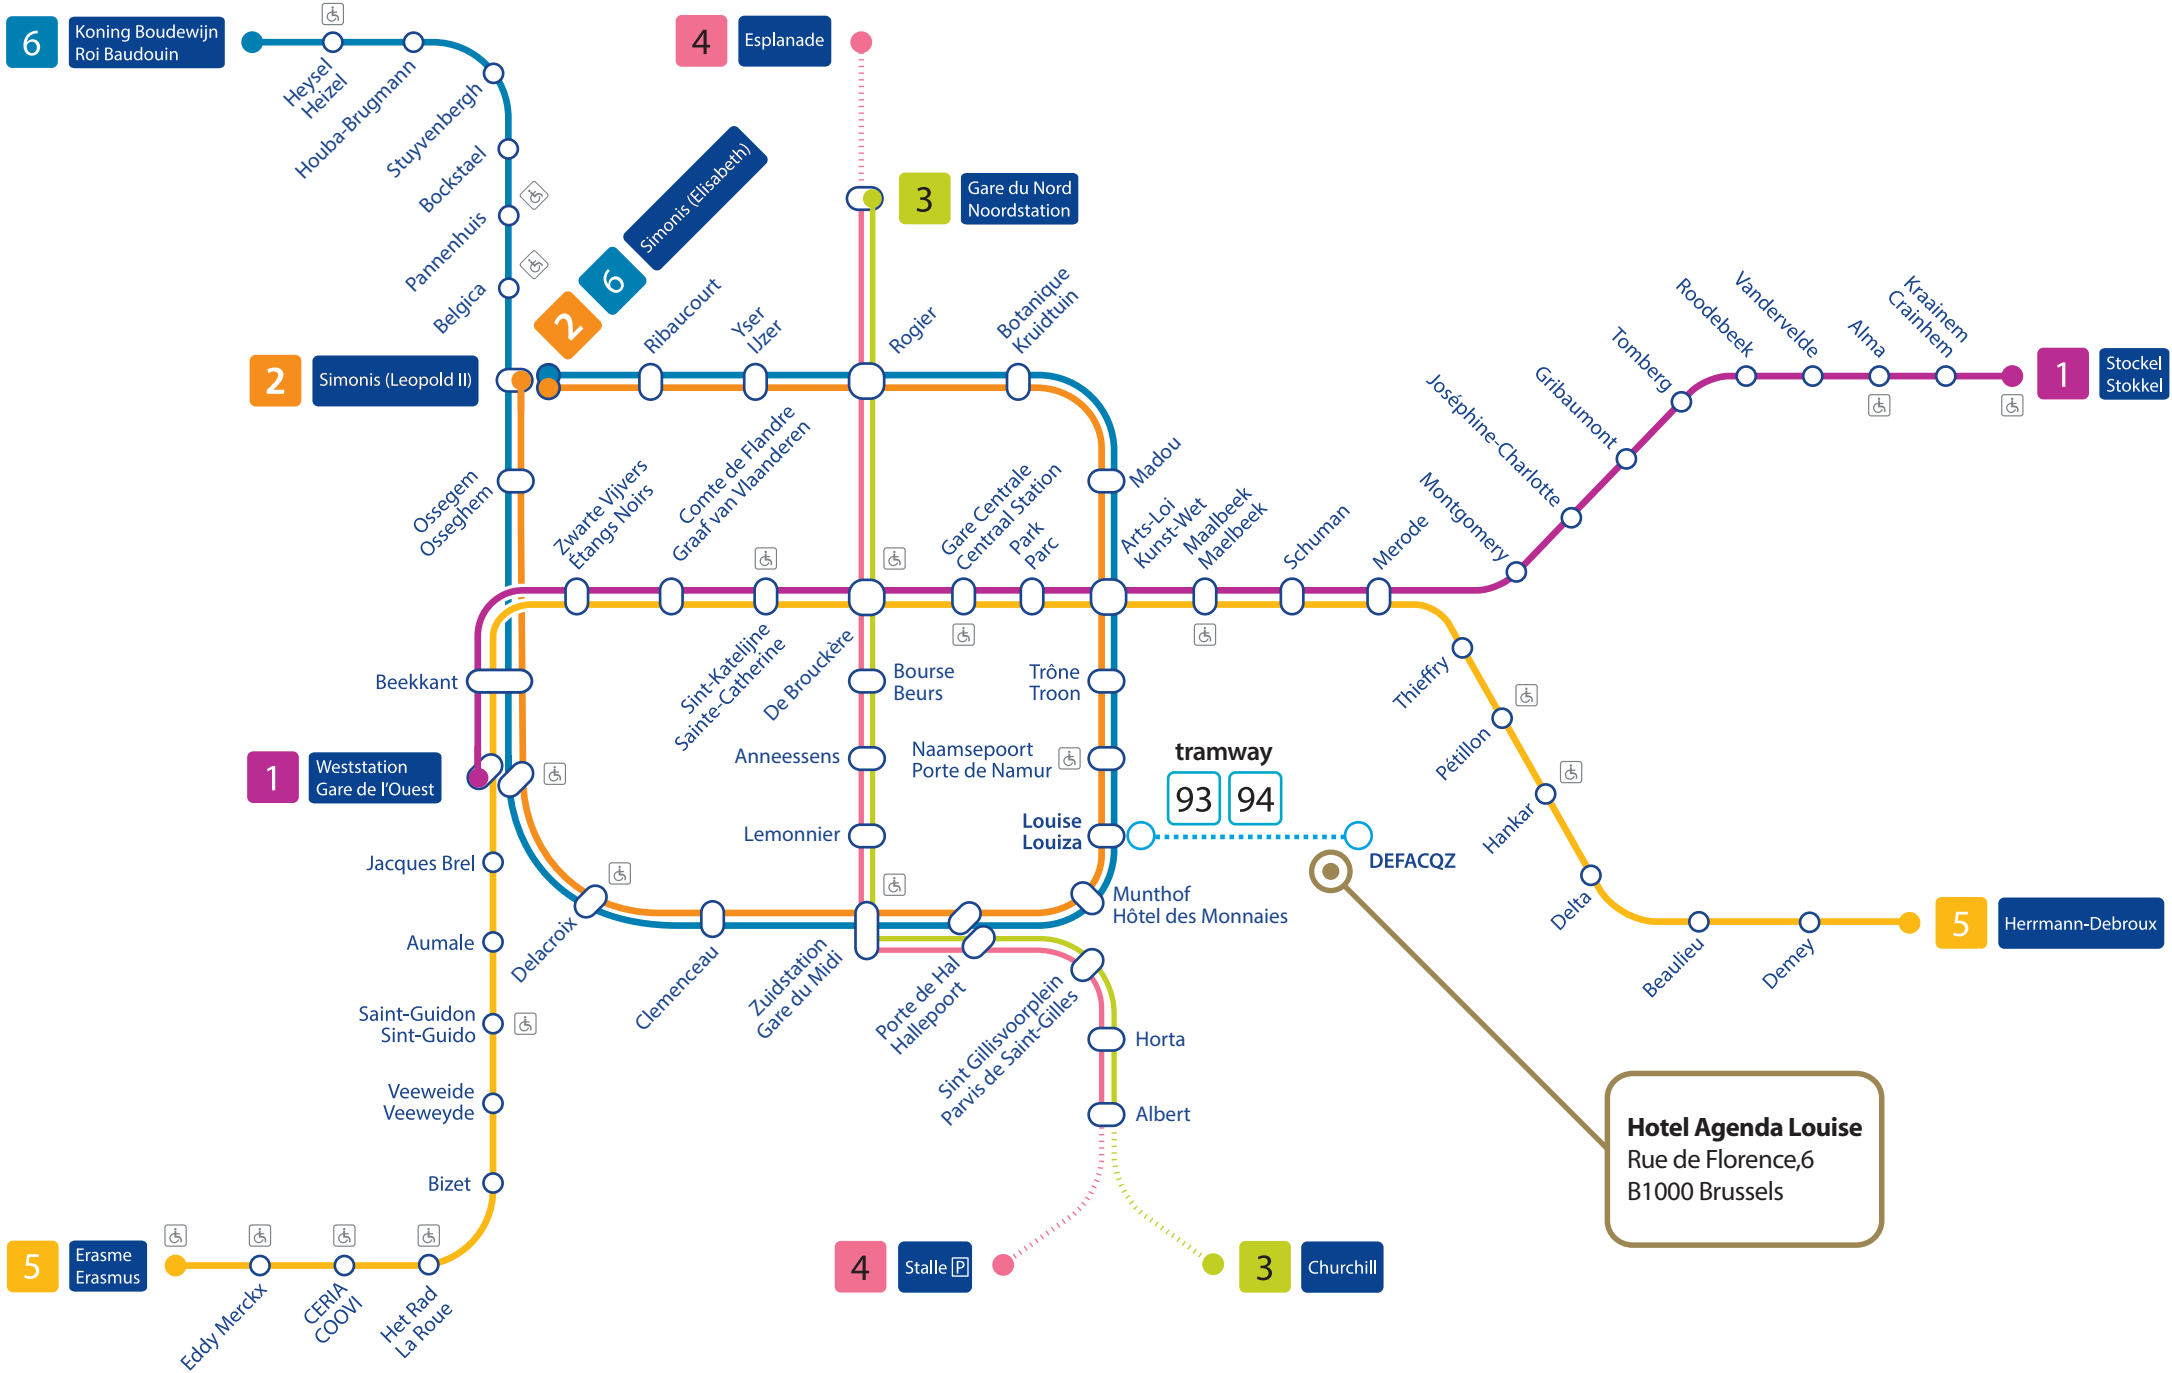 6
Koning Boudewijn
Roi Baudouin
Heysel
Heizel
Houba-Brugmann
Stuyvenbergh
Bockstael
Pannenhuis
Belgica
4
Esplanade
3
Gare du Nord
Noordstation
2
6
Simonis (Elisabeth)
2
Simonis (Leopold II)
Ribaucourt
Yser
IJzer
Rogier
Botanique
Kruidtuin
Madou
Ossegem
Osseghem
Zwarte Vijvers
Étangs Noirs
Comte de Flandre
Graaf van Vlaanderen
Sint-Katelijne
Sainte-Catherine
De Brouckère
Gare Centrale
Centraal Station
Park
Parc
Arts-Loi
Kunst-Wet
Maalbeek
Maelbeek
Schuman
Merode
Montgomery
Joséphine-Charlotte
Gribaumont
Tomberg
Roodebeek
Vandervelde
Alma
Kraainem
Crainhem
1
Stockel
Stokkel
Beekkant
1
Weststation
Gare de l'Ouest
Bourse
Beurs
Anneessens
Lemonnier
Trône
Troon
Naamsepoort
Porte de Namur
Louise
Louiza
tramway
93
94
DEFACQZ
Munthof
Hôtel des Monnaies
Thieffry
Pétillon
Hankar
Delta
Beaulieu
Demey
5
Herrmann-Debroux
Jacques Brel
Aumale
Saint-Guidon
Sint-Guido
Veeweide
Veeweyde
Bizet
Delacroix
Clemenceau
Zuidstation
Gare du Midi
Porte de Hal
Hallepoort
Sint Gillisvoorplein
Parvis de Saint-Gilles
Horta
Albert
Hotel Agenda Louise
Rue de Florence,6
B1000 Brussels
5
Erasme
Erasmus
Eddy Merckx
CERIA
COOVI
Het Rad
La Roue
4
Stalle P
3
Churchill